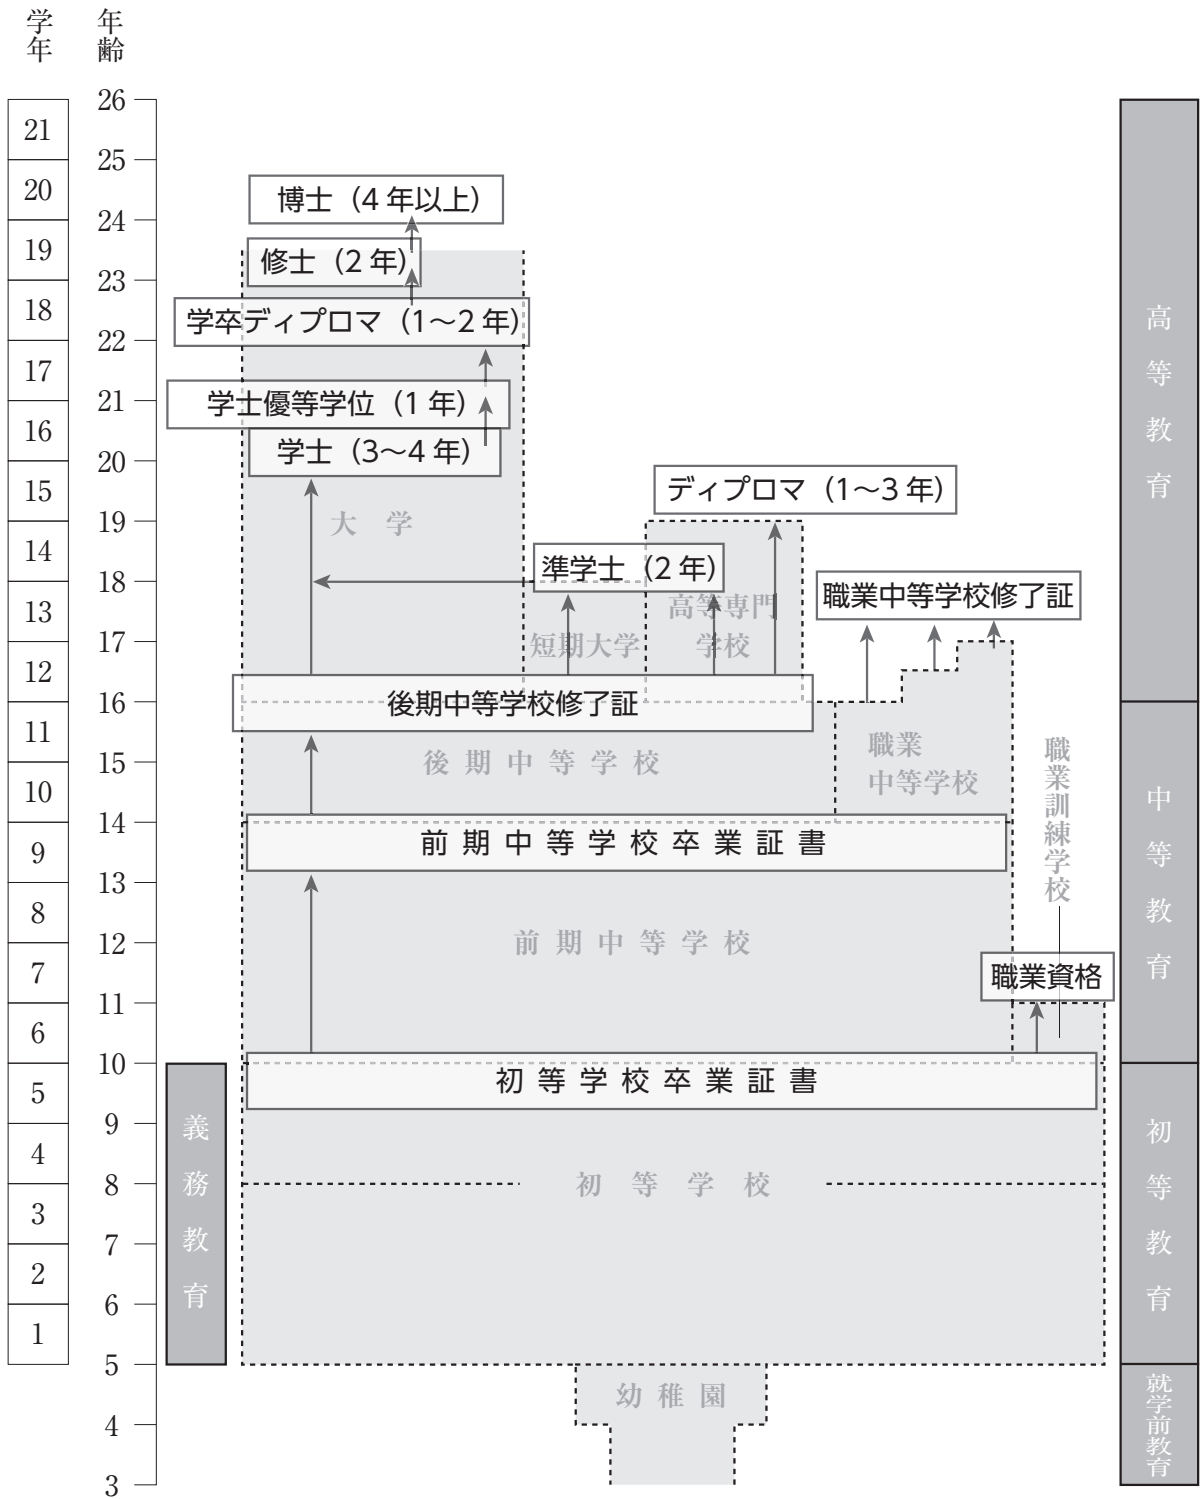 学年
年齢
26
21
25
20
博士（4 年以上）
24
19
修士（2 年）
23
18
学卒ディプロマ（1～2 年）
高等教育
22
17
21
学士優等学位（1 年）
16
学士（3～4 年）
20
15
ディプロマ（1～3 年）
19
大 学
14
準学士（2 年）
18
職業中等学校修了証
13
高等専門
学校
短期大学
17
12
後期中等学校修了証
16
11
後期中等学校
職業
中等学校
職業訓練学校
15
10
中等教育
14
前期中等学校卒業証書
9
13
8
前期中等学校
12
7
職業資格
11
6
10
初等学校卒業証書
5
義務教育
9
初等教育
4
8
初等学校
3
7
2
6
1
5
幼稚園
就学前教育
4
3